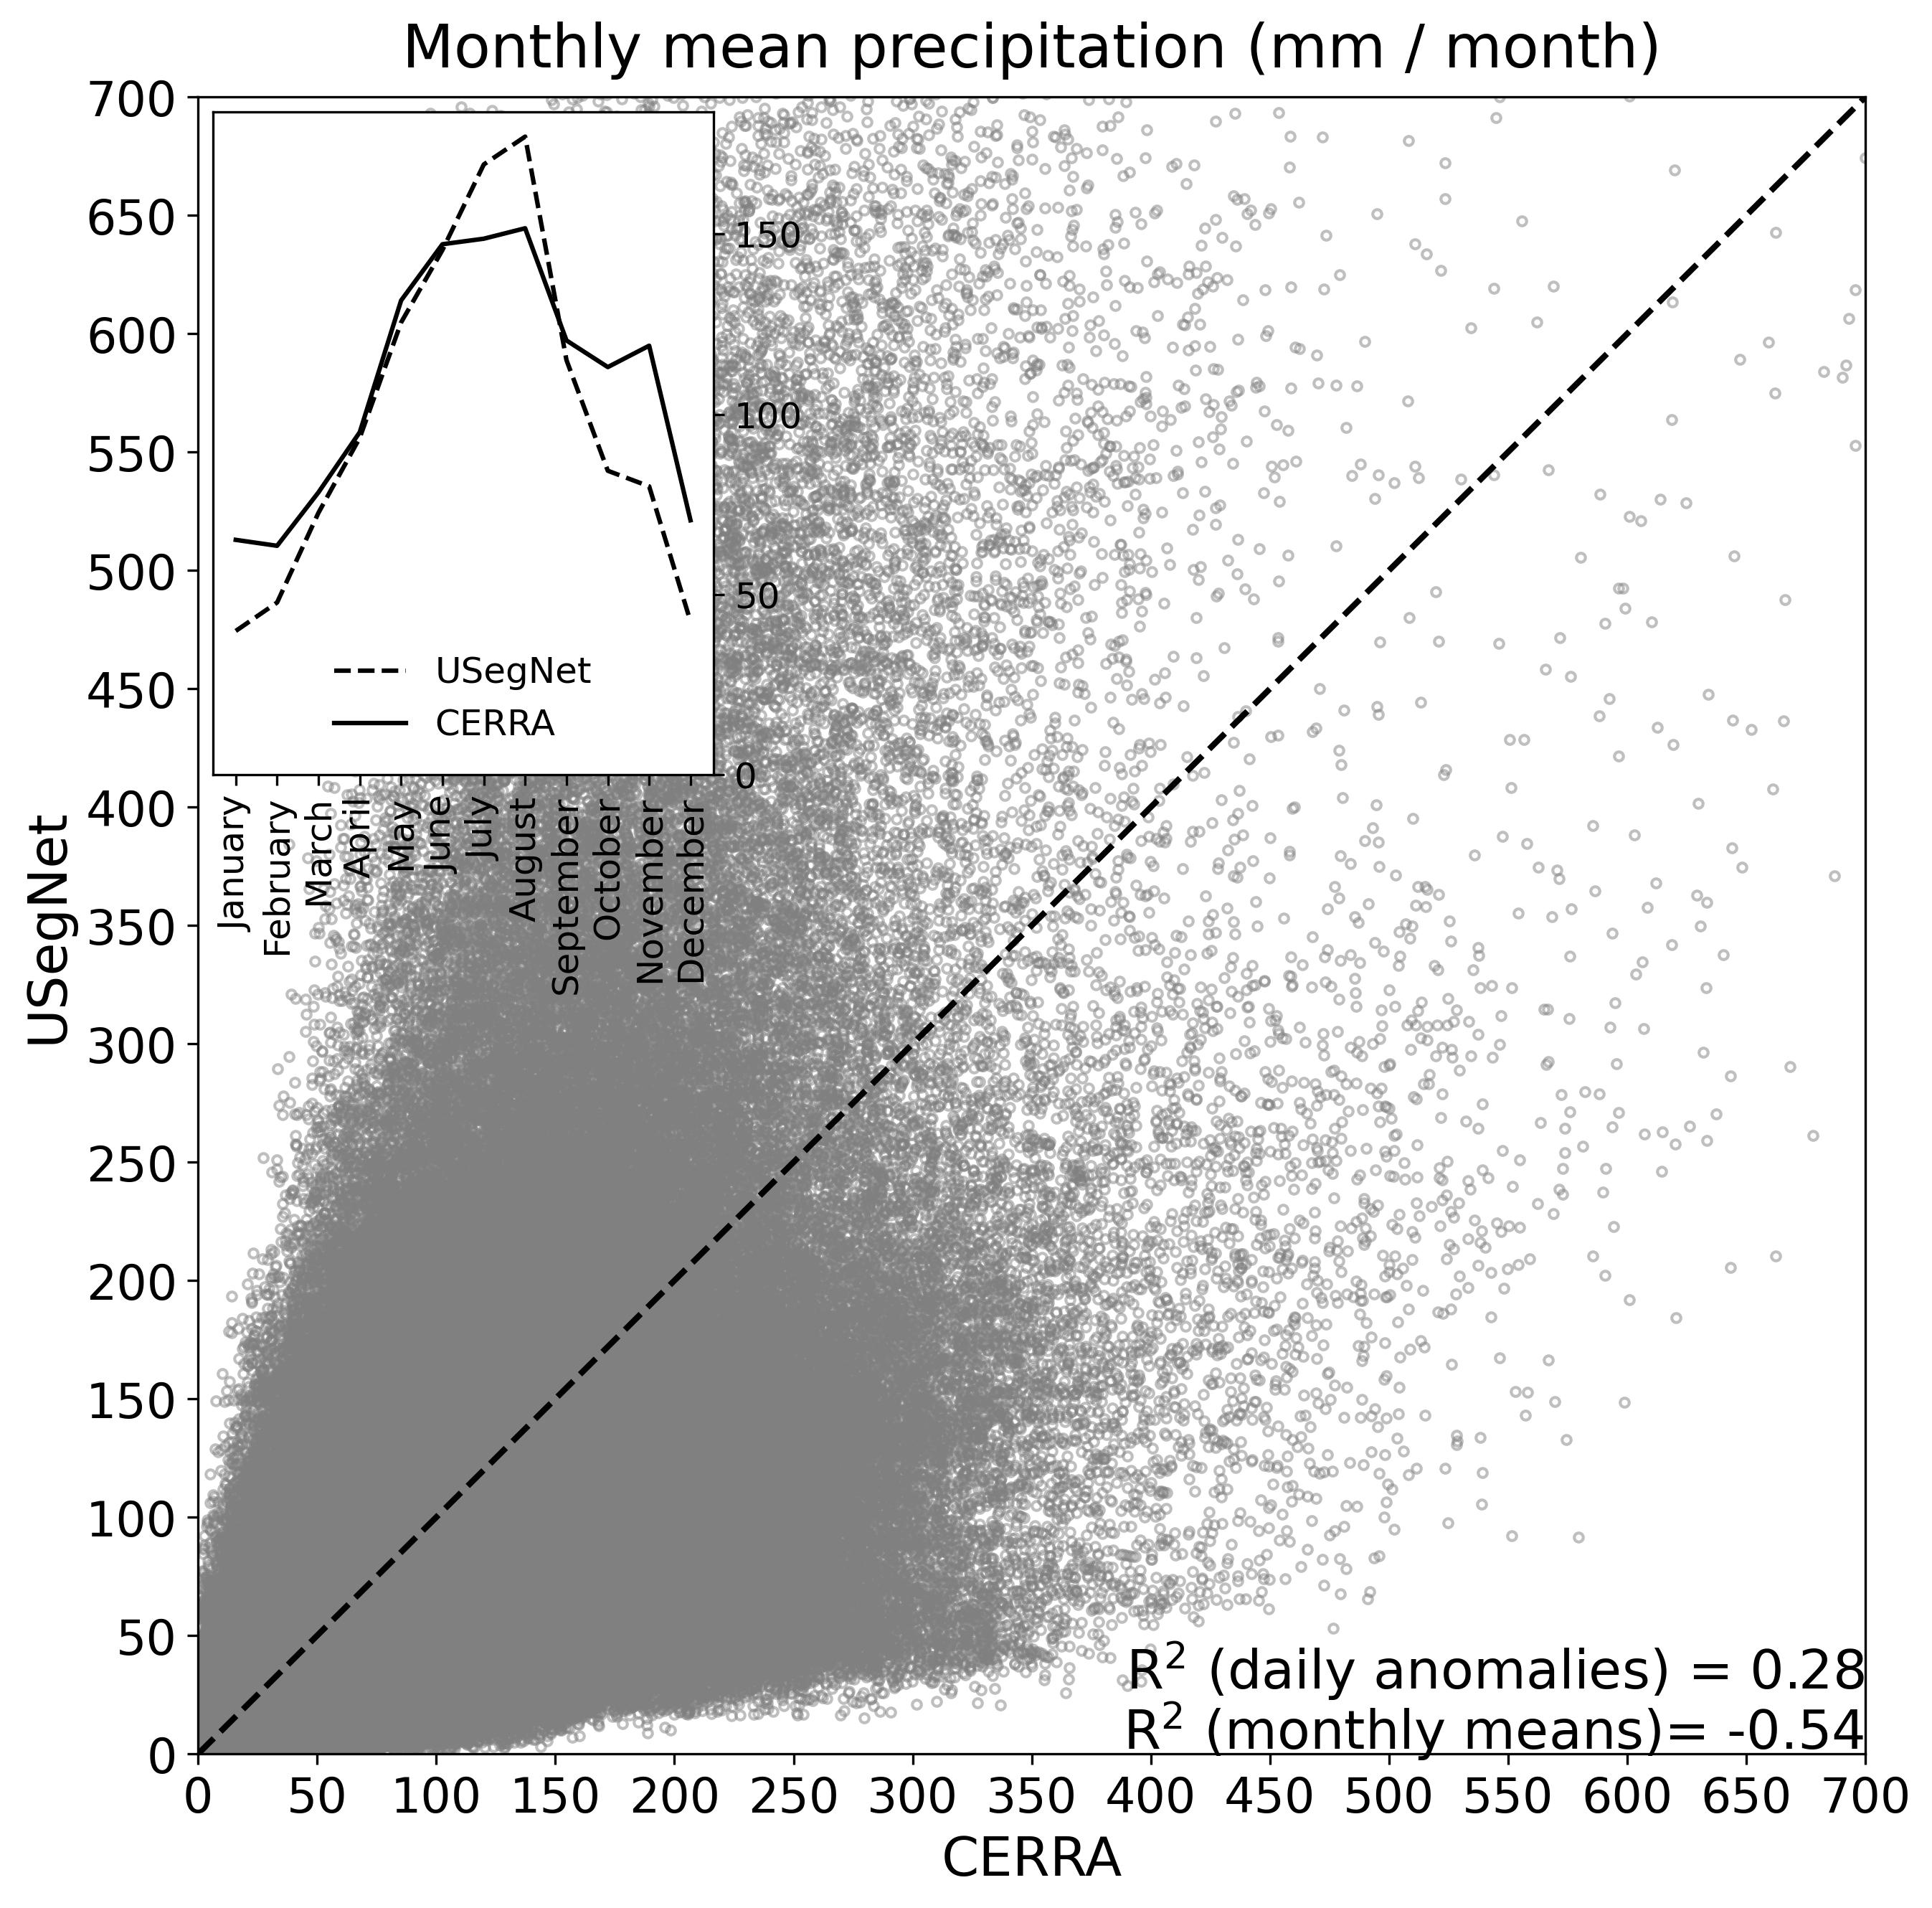 Monthly mean precipitation (mm / month)
700
650
600
550
500
450
400
350
300
250
200
150
100
50
0
USegNet
150
100
50
0
USegNet
CERRA
January
February
March
April
May
June
July
August
September
October
November
December
R² (daily anomalies) = 0.28
R² (monthly means)= -0.54
0 50 100 150 200 250 300 350 400 450 500 550 600 650 700
CERRA